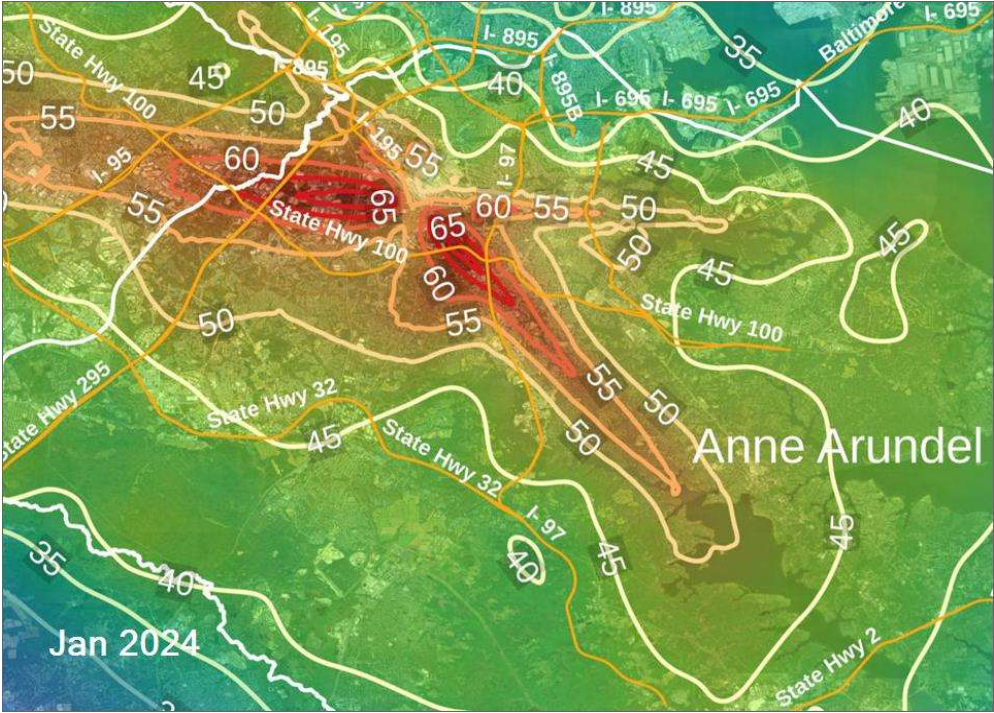 I- 195
I- 95
I- 895
I- 695
35
I- 895
Baltimore
I- 695
State Hwy 100
50
45
I- 895
40
I- 895B
I- 695
I- 695
I- 695
50
55
I- 195
40
I- 95
60
55
I- 97
45
55
65
65
60
55
50
State Hwy 100
50
45
45
60
50
55
State Hwy 100
State Hwy 295
State Hwy 32
45
55
50
50
State Hwy 32
Anne Arundel
I- 97
45
35
40
40
45
Jan 2024
State Hwy 2